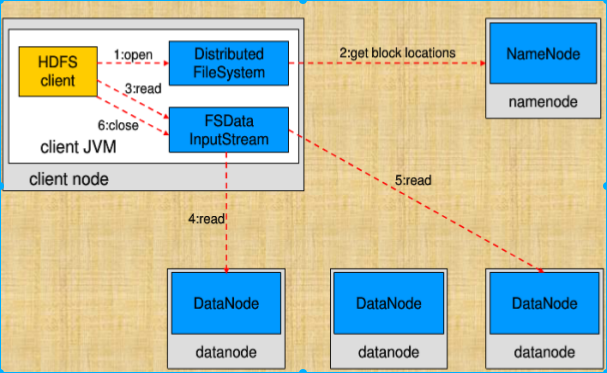 HDFS
client
1:open
Distributed
FileSystem
2:get block locations
NameNode
namenode
3:read
6:close
FSData
InputStream
client JVM
client node
4:read
5:read
DataNode
datanode
DataNode
datanode
DataNode
datanode